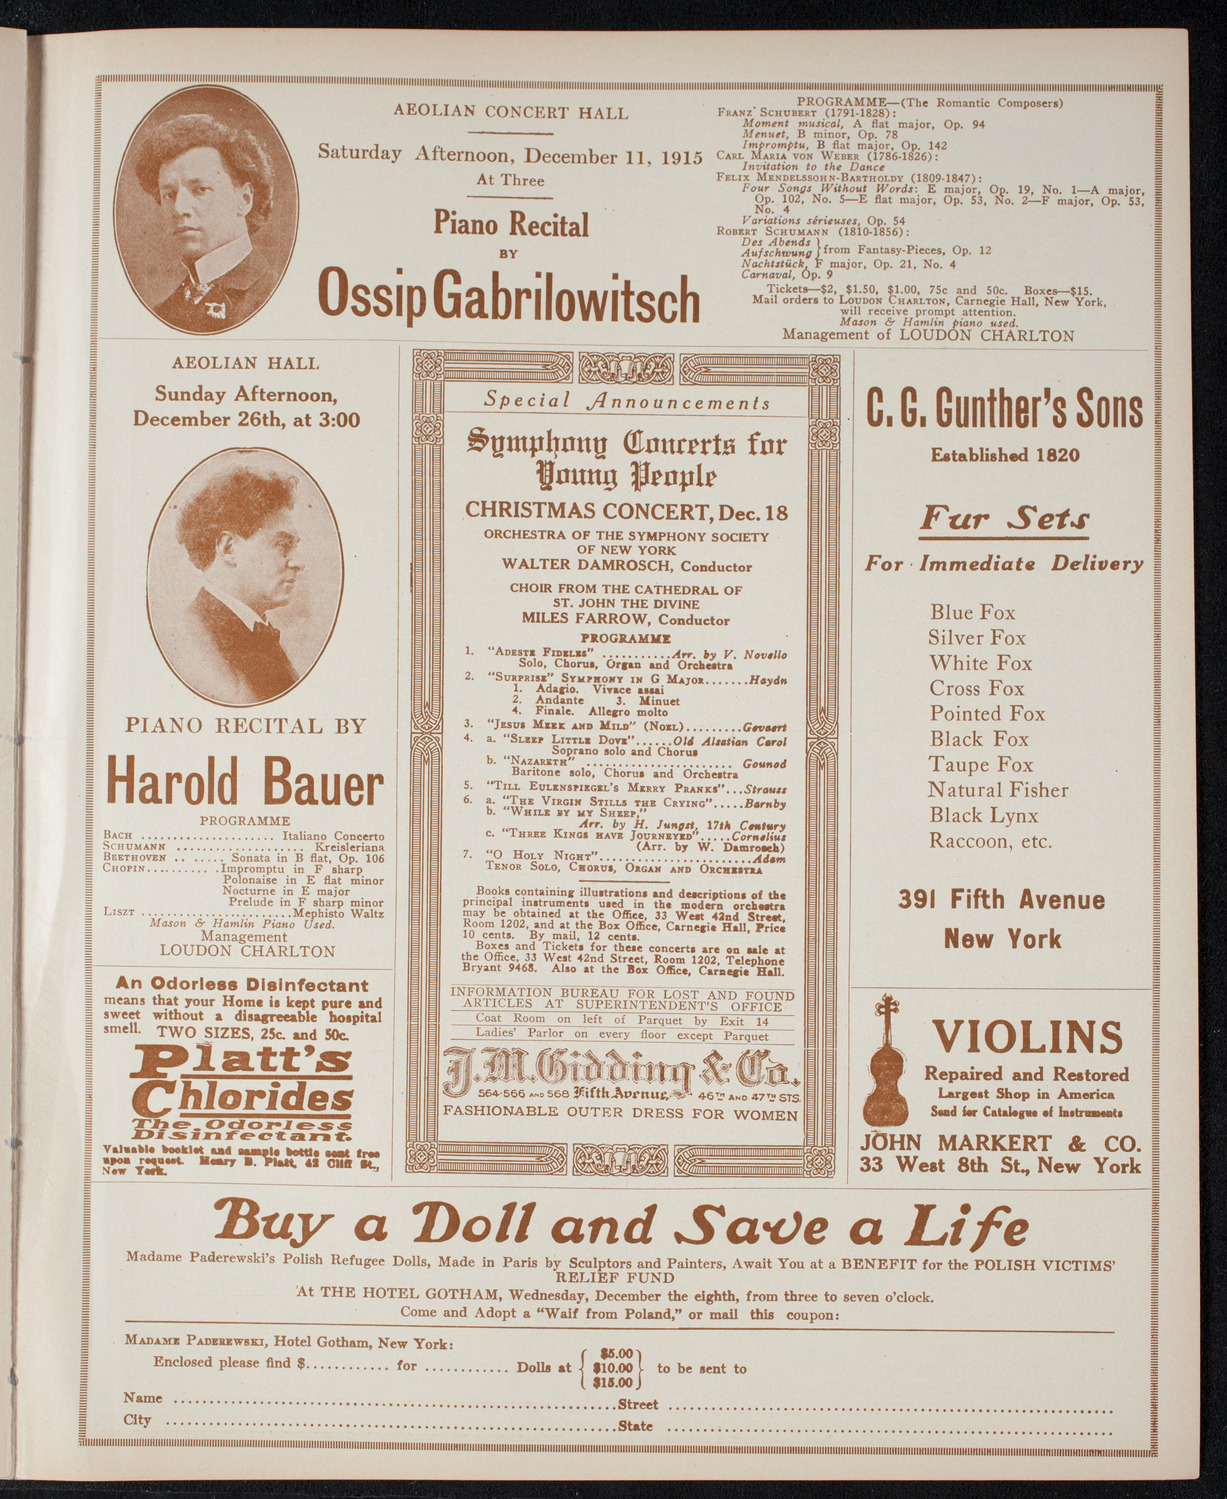 AEOLIAN CONCERT HALL
Saturday Afternoon, December 11, 1915
At Three
Piano Recital
BY
Ossip Gabrilowitsch
PROGRAMME—(The Romantic Composers)
FRANZ SCHUBERT (1791-1828):
Moment musical, A flat major, Op. 94
Menuet, B minor, Op. 78
Impromptu, B flat major, Op. 142
CARL MARIA VON WEBER (1786-1826):
Invitation to the Dance
FELIX MENDELSSOHN-BARTHOLDY (1809-1847):
Four Songs Without Words: E major, Op. 19, No. 1—A major,
Op. 102, No. 5—E flat major, Op. 53, No. 2—F major, Op. 53,
No. 4
Variations sérieuses, Op. 54
ROBERT SCHUMANN (1810-1856):
Des Abends
Aufschwung } from Fantasy-Pieces, Op. 12
Nachtstück, F major, Op. 21, No. 4
Carnaval, Op. 9
Tickets—$2, $1.50, $1.00, 75c and 50c. Boxes—$15.
Mail orders to LOUDON CHARLTON, Carnegie Hall, New York,
will receive prompt attention.
Mason & Hamlin piano used.
Management of LOUDON CHARLTON
AEOLIAN HALL
Sunday Afternoon,
December 26th, at 3:00
PIANO RECITAL BY
Harold Bauer
PROGRAMME
BACH .................... Italiano Concerto
SCHUMANN ................... Kreisleriana
BEETHOVEN .. ..... Sonata in B flat, Op. 106
CHOPIN.......... .Impromptu in F sharp
Polonaise in E flat minor
Nocturne in E major
Prelude in F sharp minor
LISZT .......................Mephisto Waltz
Mason & Hamlin Piano Used.
Management
LOUDON CHARLTON
An Odorless Disinfectant
means that your Home is kept pure and
sweet without a disagreeable hospital
smell. TWO SIZES, 25c. and 50c.
Platt's
Chlorides
The Odorless
Disinfectant.
Valuable booklet and sample bottle sent free
upon request. Henry B. Platt, 42 Cliff St.,
New York.
Special Announcements
Symphony Concerts for
Young People
CHRISTMAS CONCERT, Dec. 18
ORCHESTRA OF THE SYMPHONY SOCIETY
OF NEW YORK
WALTER DAMROSCH, Conductor
CHOIR FROM THE CATHEDRAL OF
ST. JOHN THE DIVINE
MILES FARROW, Conductor
PROGRAMME
1. "ADESTE FIDELES" ..........Arr. by V. Novello
Solo, Chorus, Organ and Orchestra
2. "SURPRISE" SYMPHONY IN G MAJOR.......Haydn
1. Adagio. Vivace assai
2. Andante 3. Minuet
4. Finale. Allegro molto
3. "JESUS MEEK AND MILD" (NOEL).........Gevaert
4. a. "SLEEP LITTLE DOVE"......Old Alsatian Carol
Soprano solo and Chorus
b. "NAZARETH" ....................... Gounod
Baritone solo, Chorus and Orchestra
5. "TILL EULENSPIEGEL'S MERRY PRANKS"...Strauss
6. a. "THE VIRGIN STILLS THE CRYING".....Barnby
b. "WHILE BY MY SHEEP,"
Arr. by H. Jungst, 17th Century
c. "THREE KINGS HAVE JOURNEYED".....Cornelius
(Arr. by W. Damrosch)
7. "O HOLY NIGHT".......................Adam
TENOR SOLO, CHORUS, ORGAN AND ORCHESTRA
Books containing illustrations and descriptions of the
principal instruments used in the modern orchestra
may be obtained at the Office, 33 West 42nd Street,
Room 1202, and at the Box Office, Carnegie Hall, Price
10 cents. By mail, 12 cents.
Boxes and Tickets for these concerts are on sale at
the Office, 33 West 42nd Street, Room 1202, Telephone
Bryant 9468. Also at the Box Office, Carnegie Hall.
INFORMATION BUREAU FOR LOST AND FOUND
ARTICLES AT SUPERINTENDENT'S OFFICE
Coat Room on left of Parquet by Exit 14
Ladies' Parlor on every floor except Parquet
J.M. Gidding & Co.
564-566 AND 568 Fifth Avenue 46TH AND 47TH STS.
FASHIONABLE OUTER DRESS FOR WOMEN
C. G. Gunther's Sons
Established 1820
Fur Sets
For Immediate Delivery
Blue Fox
Silver Fox
White Fox
Cross Fox
Pointed Fox
Black Fox
Taupe Fox
Natural Fisher
Black Lynx
Raccoon, etc.
391 Fifth Avenue
New York
VIOLINS
Repaired and Restored
Largest Shop in America
Send for Catalogue of Instruments
JOHN MARKERT & CO.
33 West 8th St., New York
Buy a Doll and Save a Life
Madame Paderewski's Polish Refugee Dolls, Made in Paris by Sculptors and Painters, Await You at a BENEFIT for the POLISH VICTIMS'
RELIEF FUND
At THE HOTEL GOTHAM, Wednesday, December the eighth, from three to seven o'clock.
Come and Adopt a "Waif from Poland," or mail this coupon:
MADAME PADEREWSKI, Hotel Gotham, New York:
Enclosed please find $............ for ............ Dolls at { $5.00 $10.00 $15.00 } to be sent to
Name ..........................................................Street ..........................................................
City ...........................................................State ..........................................................